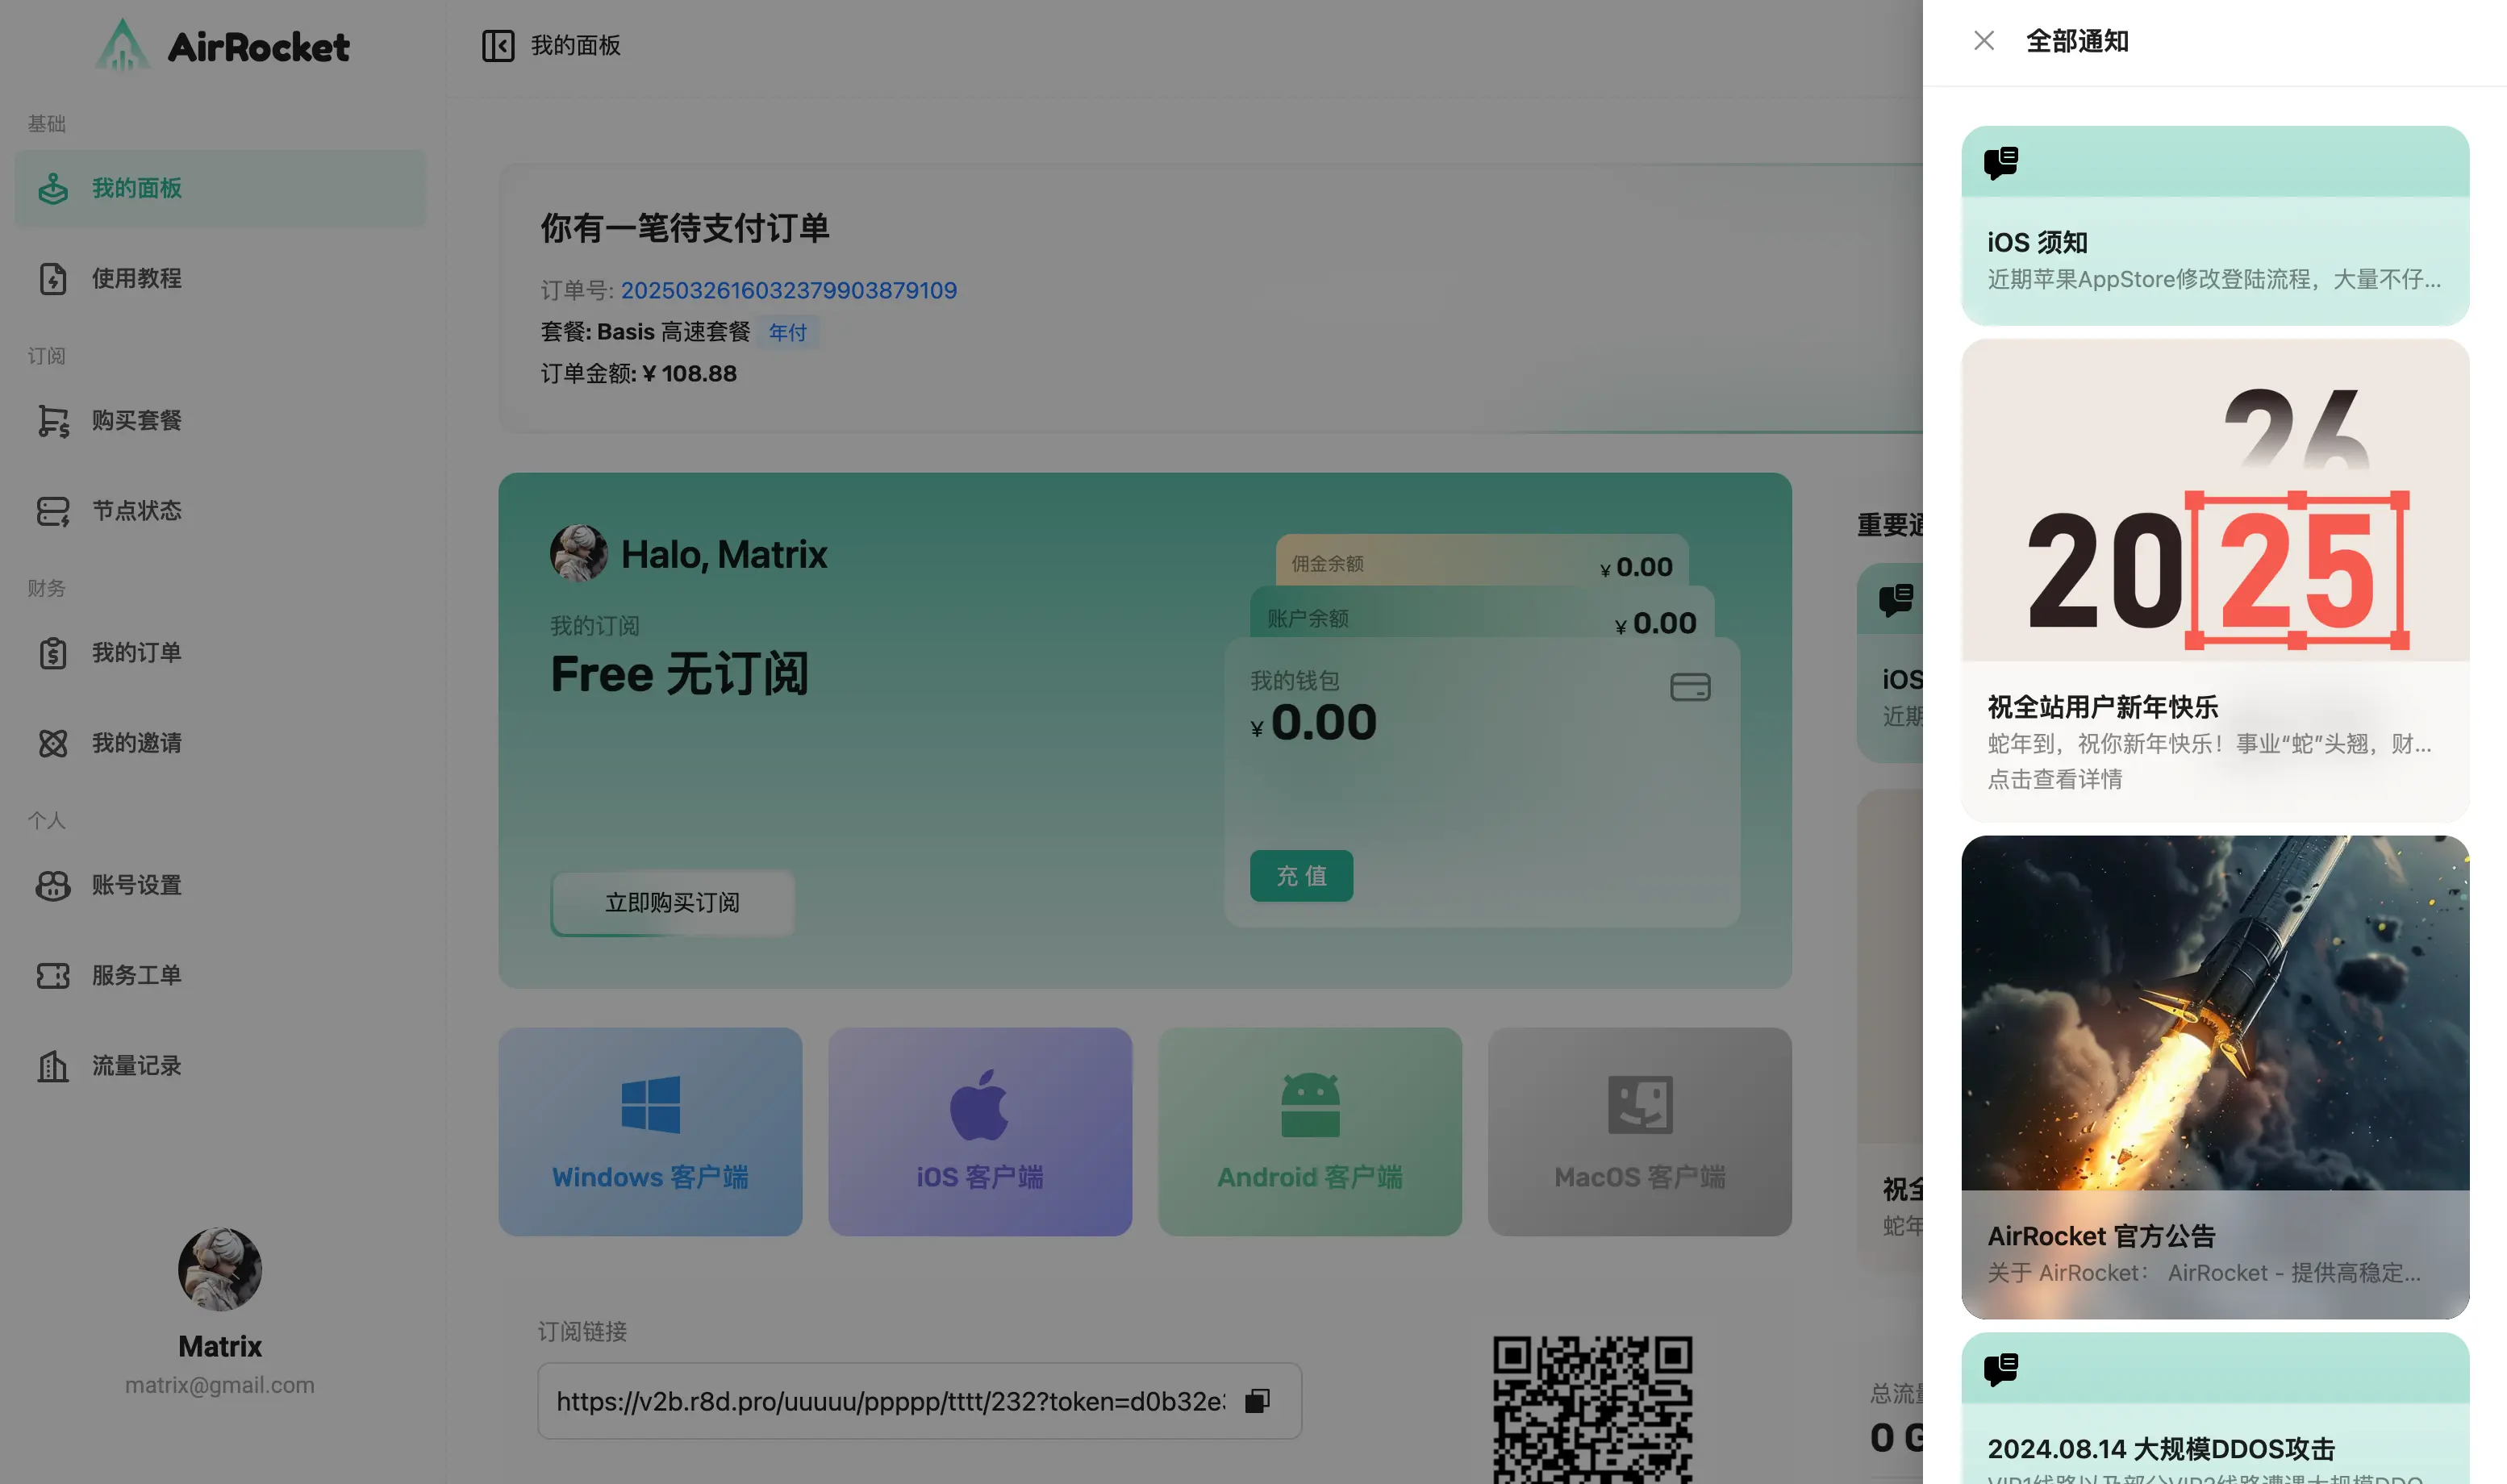 AirRocket
基础
我的面板
使用教程
订阅
购买套餐
节点状态
财务
我的订单
我的邀请
个人
账号设置
服务工单
流量记录
Matrix
matrix@gmail.com
我的面板
你有一笔待支付订单
订单号: 2025032616032379903879109
套餐: Basis 高速套餐 年付
订单金额: ¥ 108.88
Halo, Matrix
我的订阅
Free 无订阅
立即购买订阅
佣金余额 ¥ 0.00
账户余额 ¥ 0.00
我的钱包
¥ 0.00
充 值
Windows 客户端
iOS 客户端
Android 客户端
MacOS 客户端
订阅链接
https://v2b.r8d.pro/uuuuu/ppppp/tttt/232?token=d0b32e
重要通
iOS
近期
祝全
蛇年
总流量
0 G
全部通知
iOS 须知
近期苹果AppStore修改登陆流程，大量不仔...
26
2025
祝全站用户新年快乐
蛇年到，祝你新年快乐！事业“蛇”头翘，财...
点击查看详情
AirRocket 官方公告
关于 AirRocket： AirRocket - 提供高稳定...
2024.08.14 大规模DDOS攻击